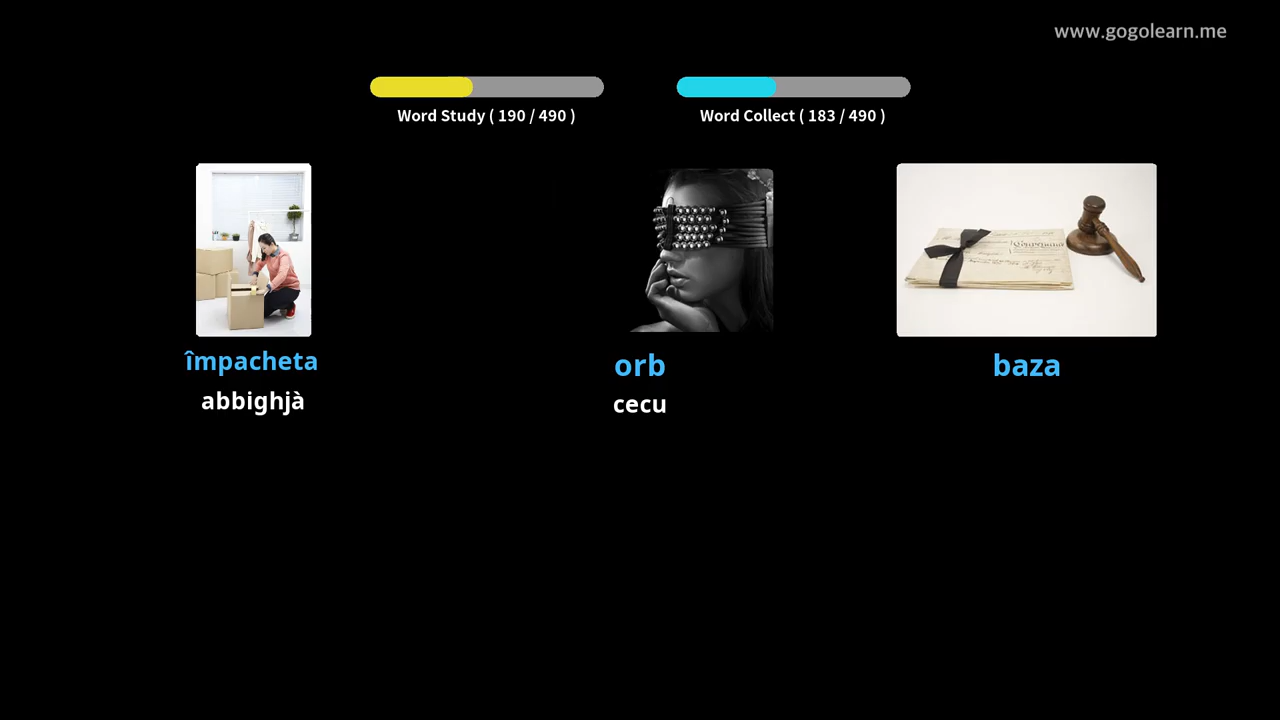 www.gogolearn.me
Word Study ( 190 / 490 )
Word Collect ( 183 / 490 )
împacheta
abbighjà
orb
cecu
baza